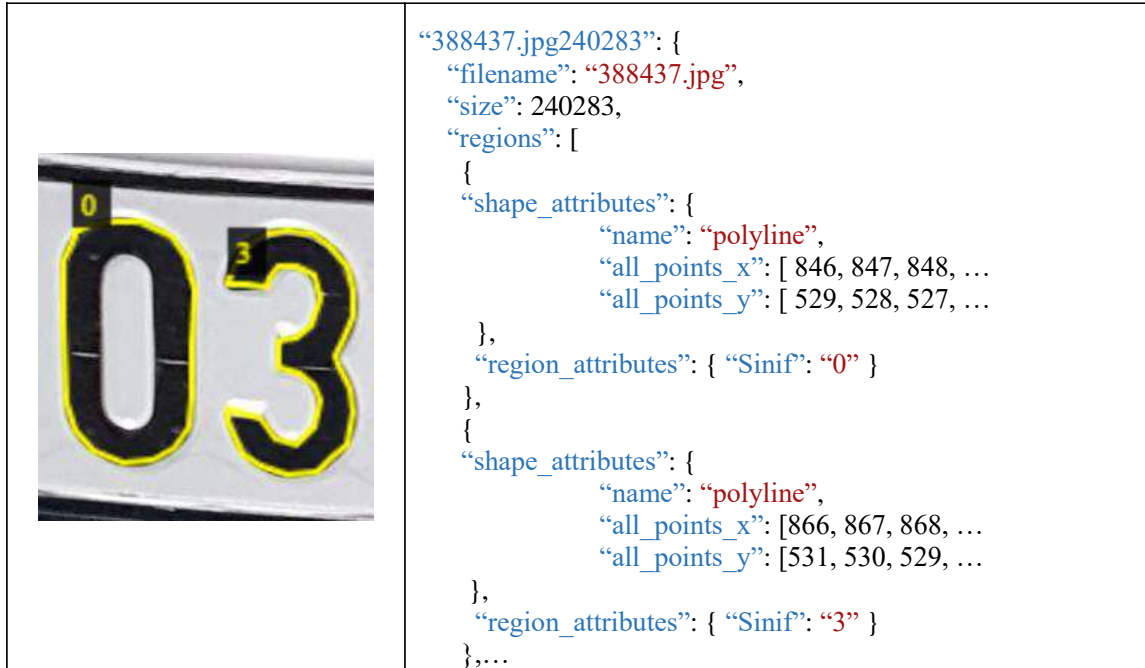 0
3
03
“388437.jpg240283”: {
“filename”: “388437.jpg”,
“size”: 240283,
“regions”: [
{
“shape_attributes”: {
“name”: “polyline”,
“all_points_x”: [ 846, 847, 848, …
“all_points_y”: [ 529, 528, 527, …
},
“region_attributes”: { “Sinif”: “0” }
},
{
“shape_attributes”: {
“name”: “polyline”,
“all_points_x”: [866, 867, 868, …
“all_points_y”: [531, 530, 529, …
},
“region_attributes”: { “Sinif”: “3” }
},…